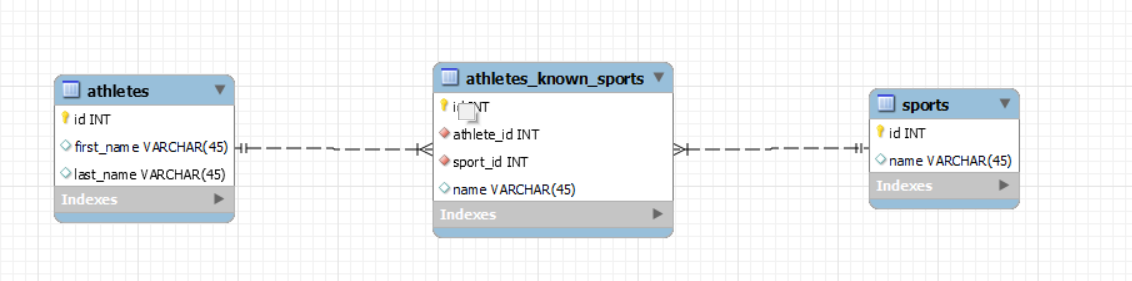 athletes
id INT
first_name VARCHAR(45)
last_name VARCHAR(45)
Indexes
athletes_known_sports
id INT
athlete_id INT
sport_id INT
name VARCHAR(45)
Indexes
sports
id INT
name VARCHAR(45)
Indexes